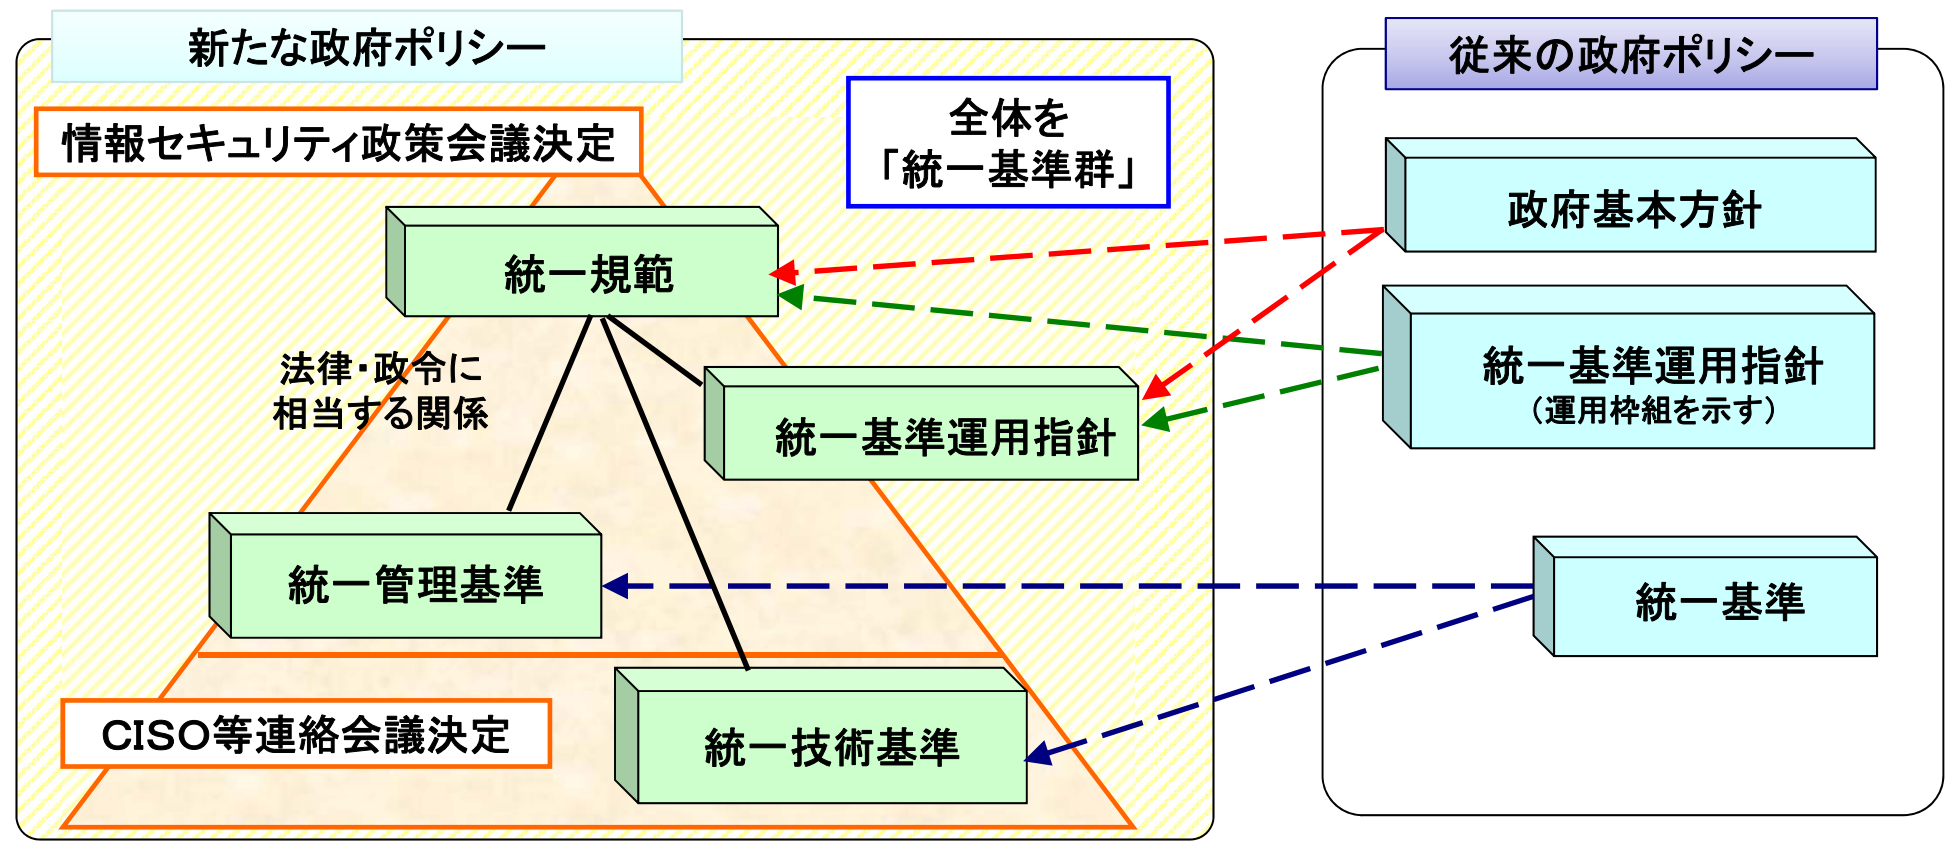 新たな政府ポリシー
情報セキュリティ政策会議決定
全体を
「統一基準群」
統一規範
法律・政令に
相当する関係
統一基準運用指針
統一管理基準
CISO等連絡会議決定
統一技術基準
従来の政府ポリシー
政府基本方針
統一基準運用指針
（運用枠組を示す）
統一基準